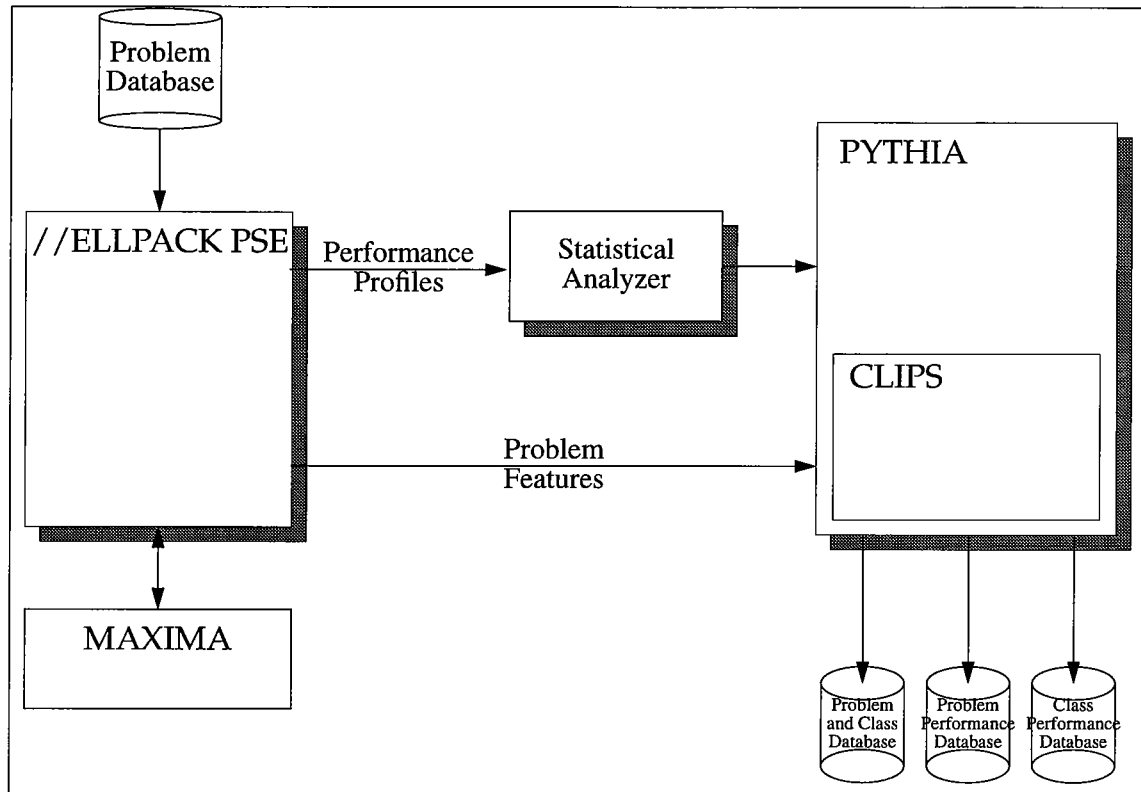 Problem
Database
PYTHIA
//ELLPACK PSE
Performance
Profiles
Statistical
Analyzer
CLIPS
Problem
Features
MAXIMA
Problem
and Class
Database
Problem
Performance
Database
Class
Performance
Database